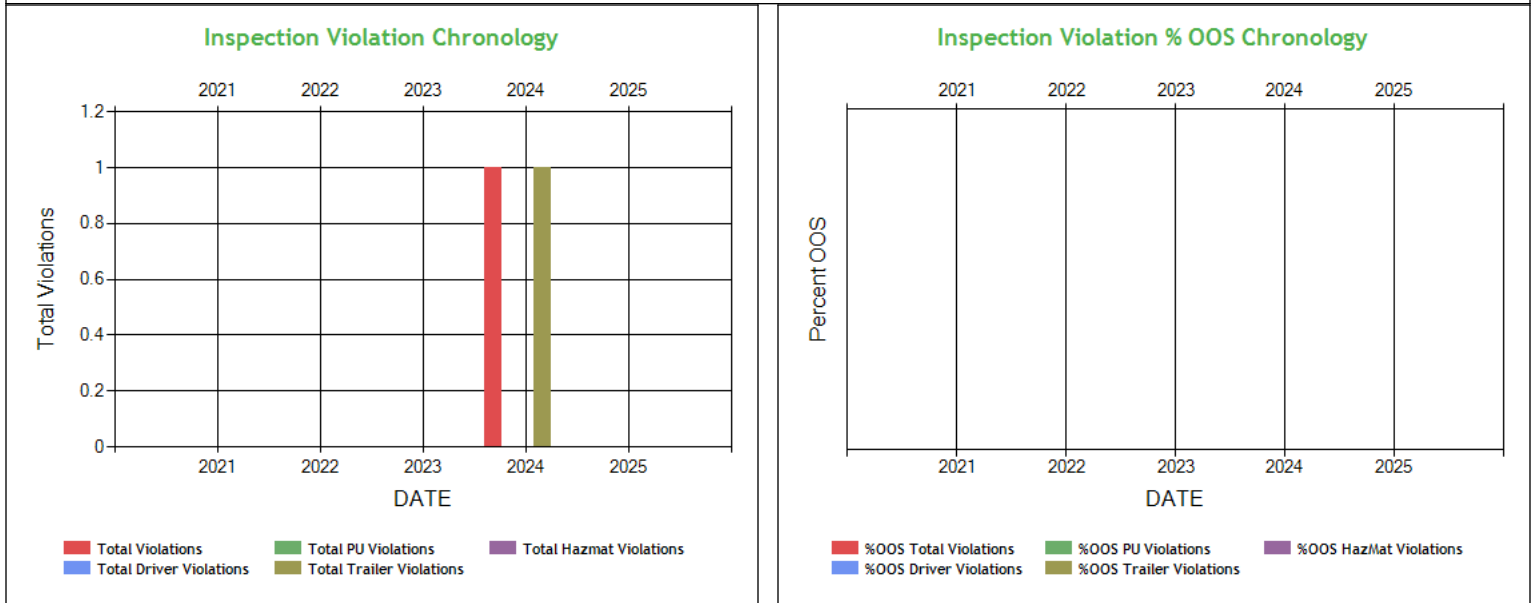 Inspection Violation Chronology
2021 2022 2023 2024 2025
1.2
1
0.8
0.6
0.4
0.2
0
Total Violations
2021 2022 2023 2024 2025
DATE
Total Violations Total PU Violations Total Hazmat Violations
Total Driver Violations Total Trailer Violations
Inspection Violation % OOS Chronology
2021 2022 2023 2024 2025
Percent OOS
2021 2022 2023 2024 2025
DATE
%OOS Total Violations %OOS PU Violations %OOS HazMat Violations
%OOS Driver Violations %OOS Trailer Violations